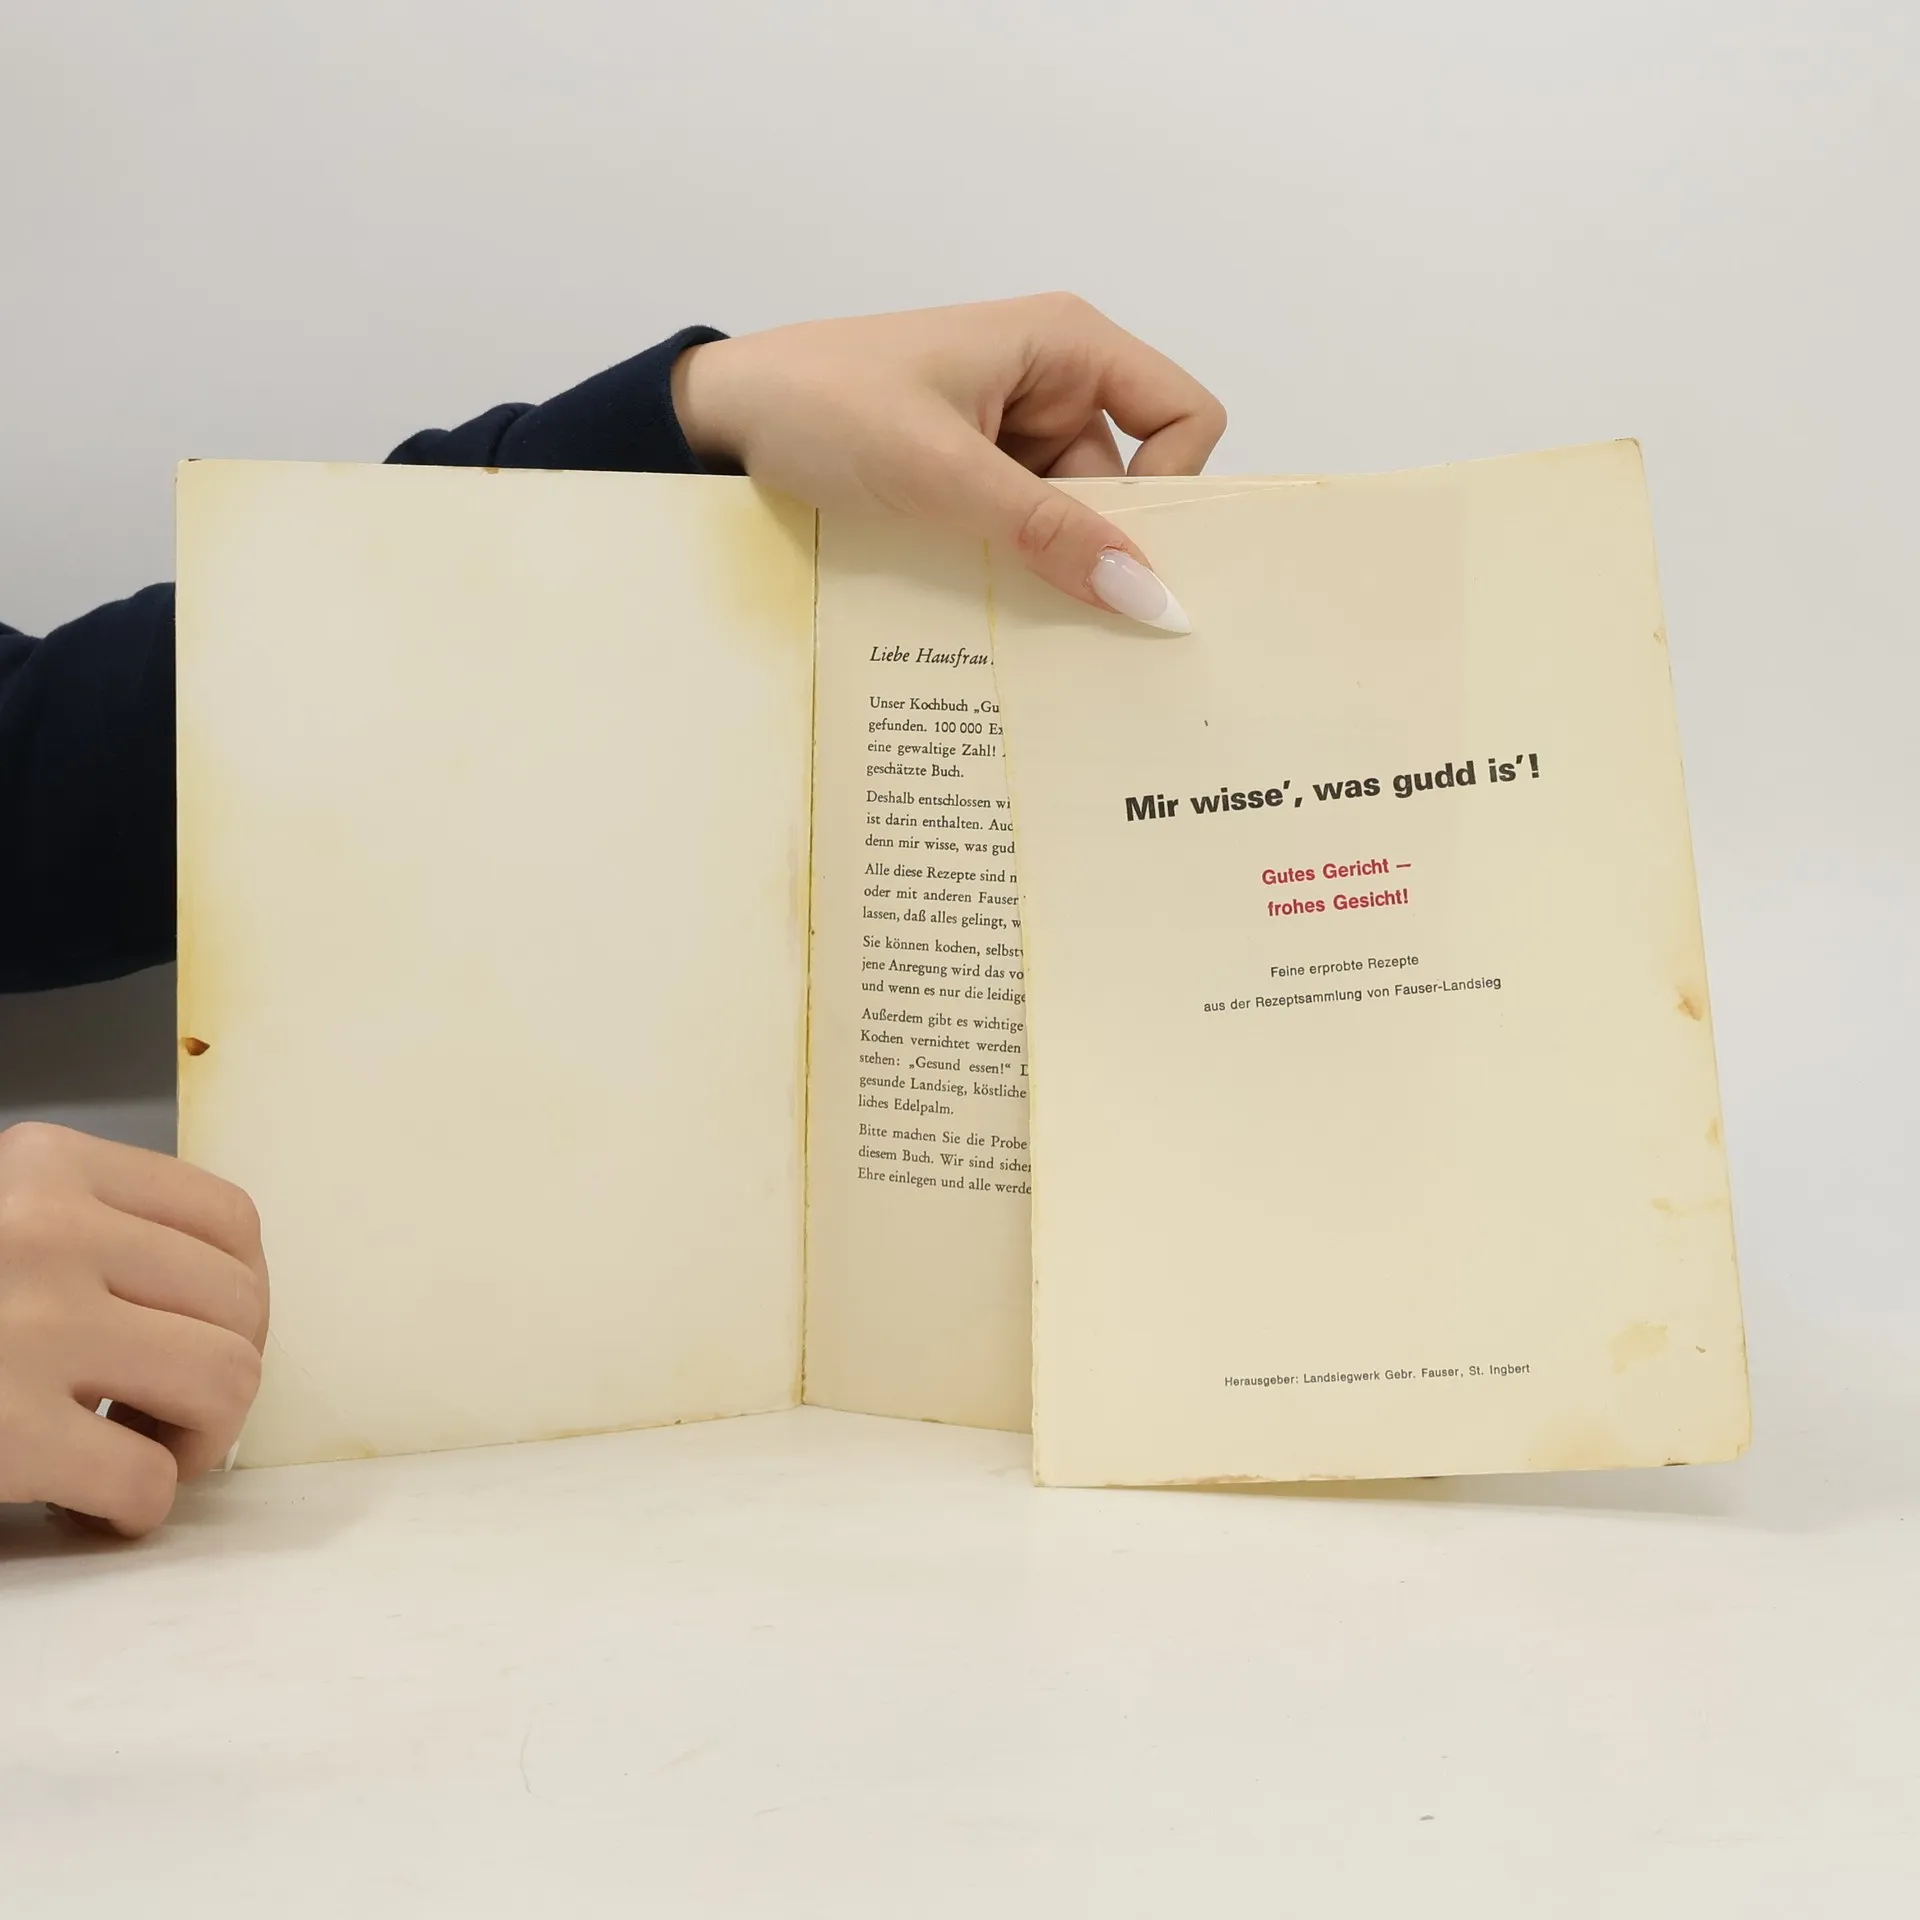 Liebe Hausfrau!
Unser Kochbuch „Gu
gefunden. 100 000 Ex
eine gewaltige Zahl!
geschätzte Buch.
Deshalb entschlossen wi
ist darin enthalten. Auc
denn mir wisse, was gud
Alle diese Rezepte sind n
oder mit anderen Fauser
lassen, daß alles gelingt, w
Sie können kochen, selbstv
jene Anregung wird das vo
und wenn es nur die leidige
Außerdem gibt es wichtige
Kochen vernichtet werden
stehen: „Gesund essen!“ D
gesunde Landsieg, köstliche
liches Edelpalm.
Bitte machen Sie die Probe
diesem Buch. Wir sind sicher
Ehre einlegen und alle werde
Mir wisse’, was gudd is’!
Gutes Gericht —
frohes Gesicht!
Feine erprobte Rezepte
aus der Rezeptsammlung von Fauser-Landsieg
Herausgeber: Landsiegwerk Gebr. Fauser, St. Ingbert